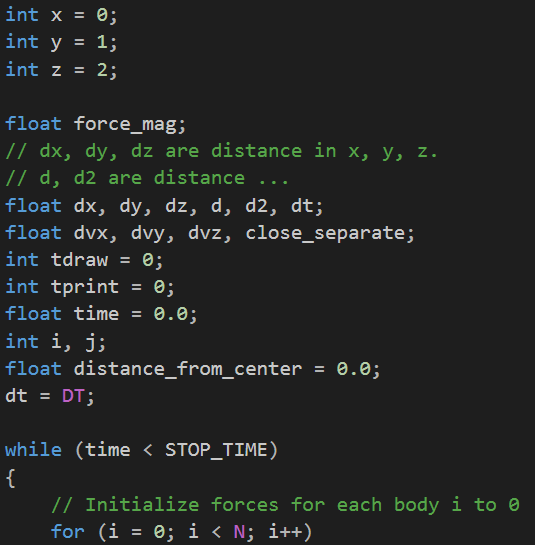 int x = 0;
int y = 1;
int z = 2;

float force_mag;
// dx, dy, dz are distance in x, y, z.
// d, d2 are distance ...
float dx, dy, dz, d, d2, dt;
float dvx, dvy, dvz, close_separate;
int tdraw = 0;
int tprint = 0;
float time = 0.0;
int i, j;
float distance_from_center = 0.0;
dt = DT;

while (time < STOP_TIME)
{
    // Initialize forces for each body i to 0
    for (i = 0; i < N; i++)